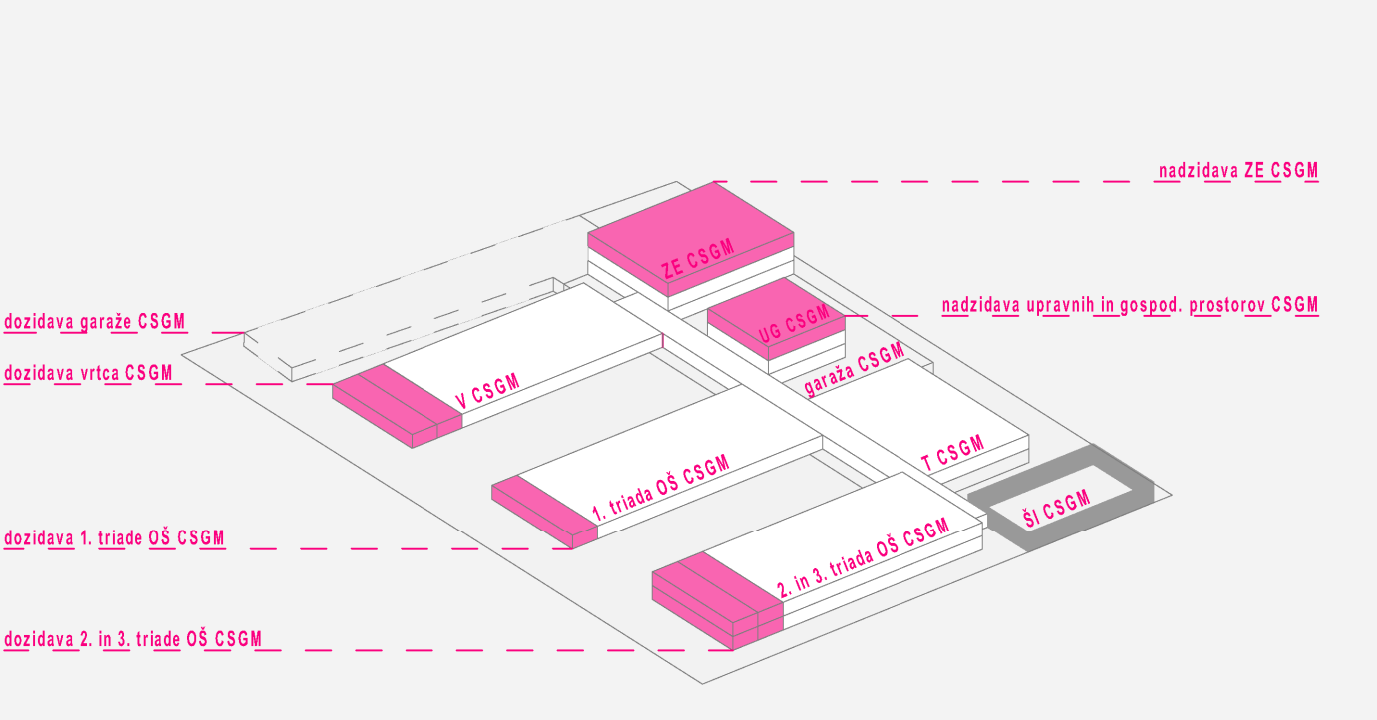 nadzidava ZE CSGM
ZE CSGM
nadzidava upravnih in gospod. prostorov CSGM
UG CSGM
dozidava garaže CSGM
garaža CSGM
dozidava vrtca CSGM
V CSGM
T CSGM
1. triada OŠ CSGM
ŠI CSGM
dozidava 1. triade OŠ CSGM
2. in 3. triada OŠ CSGM
dozidava 2. in 3. triade OŠ CSGM